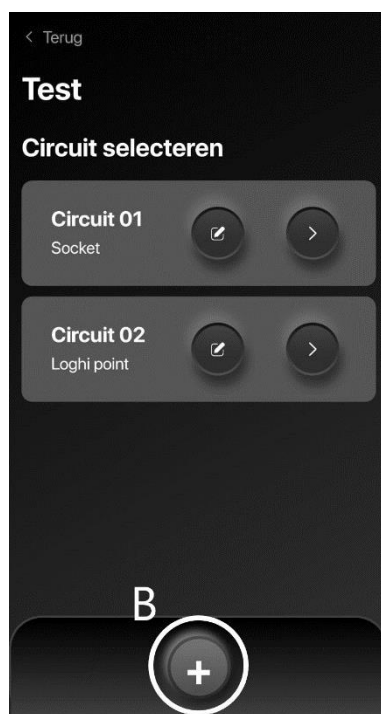 < Terug
Test
Circuit selecteren
Circuit 01
Socket
Circuit 02
Loghi point
B
+